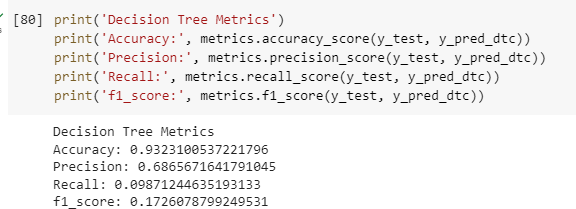 [80] print('Decision Tree Metrics')
print('Accuracy:', metrics.accuracy_score(y_test, y_pred_dtc))
print('Precision:', metrics.precision_score(y_test, y_pred_dtc))
print('Recall:', metrics.recall_score(y_test, y_pred_dtc))
print('f1_score:', metrics.f1_score(y_test, y_pred_dtc))
Decision Tree Metrics
Accuracy: 0.9323100537221796
Precision: 0.6865671641791045
Recall: 0.09871244635193133
f1_score: 0.1726078799249531